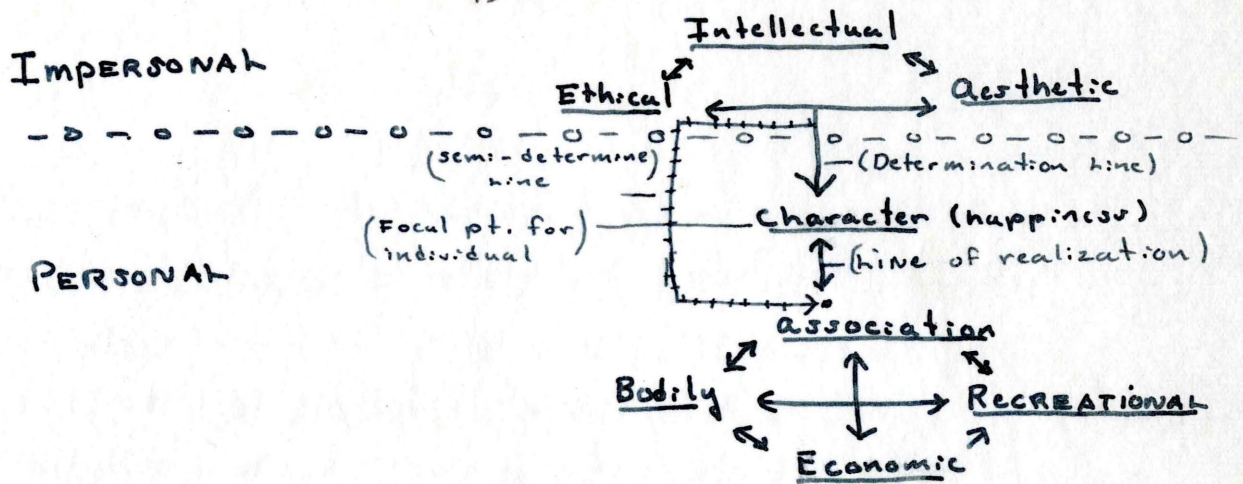 Intellectual
IMPERSONAL
Ethical
Aesthetic
(semi-determine)
Line
(Determination Line)
Character (happiness)
(Focal pt. for)
individual
(Line of realization)
PERSONAL
association
Bodily
RECREATIONAL
Economic